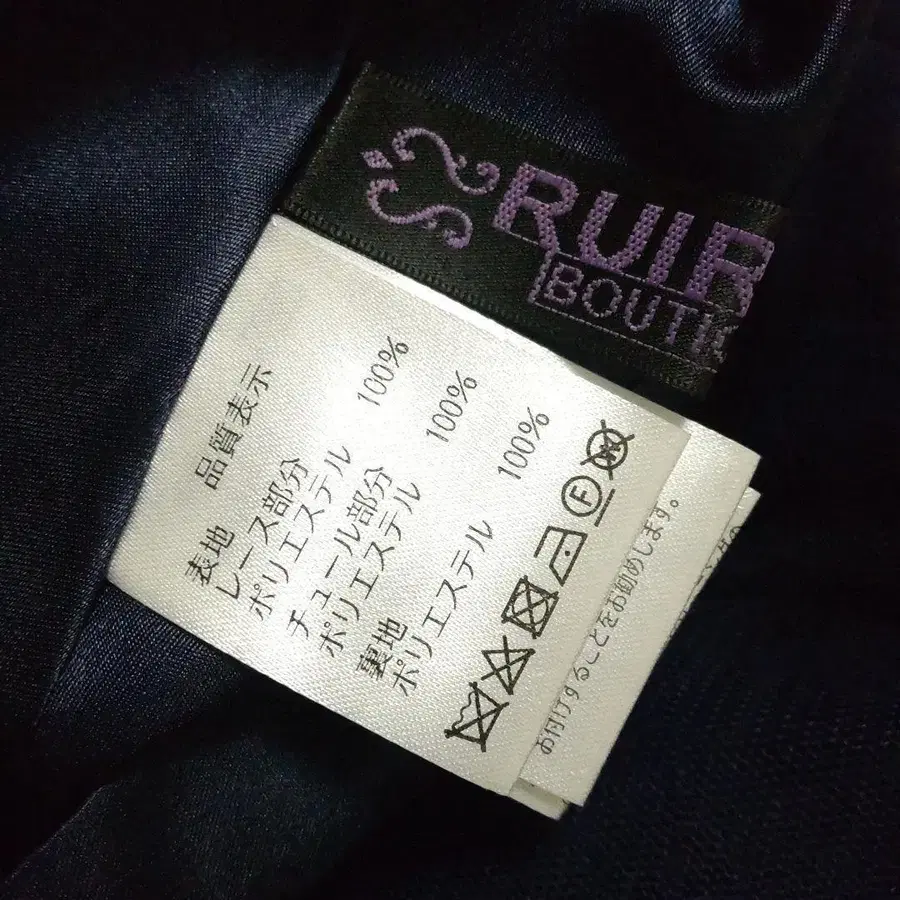 RUIR
BOUTI
品質表示
表地
レース部分
ポリエステル 100%
チュール部分
ポリエステル 100%
裏地
ポリエステル 100%
F
W
お付けすることをお勧めします。